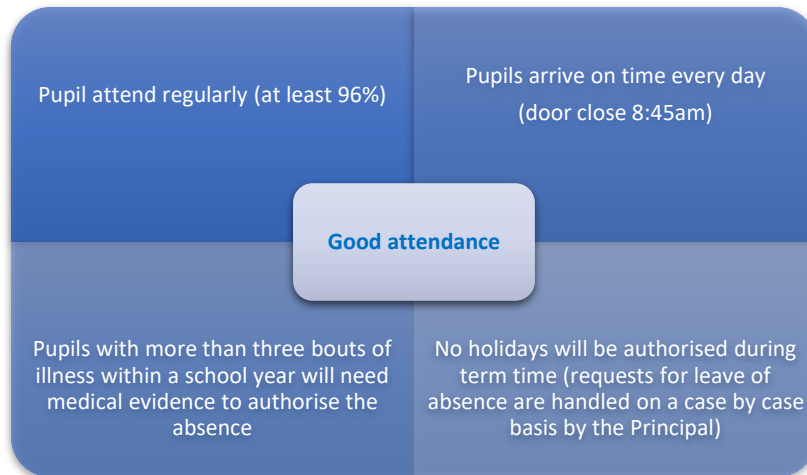 Pupil attend regularly (at least 96%)
Pupils arrive on time every day
(door close 8:45am)
Good attendance
Pupils with more than three bouts of
illness within a school year will need
medical evidence to authorise the
absence
No holidays will be authorised during
term time (requests for leave of
absence are handled on a case by case
basis by the Principal)